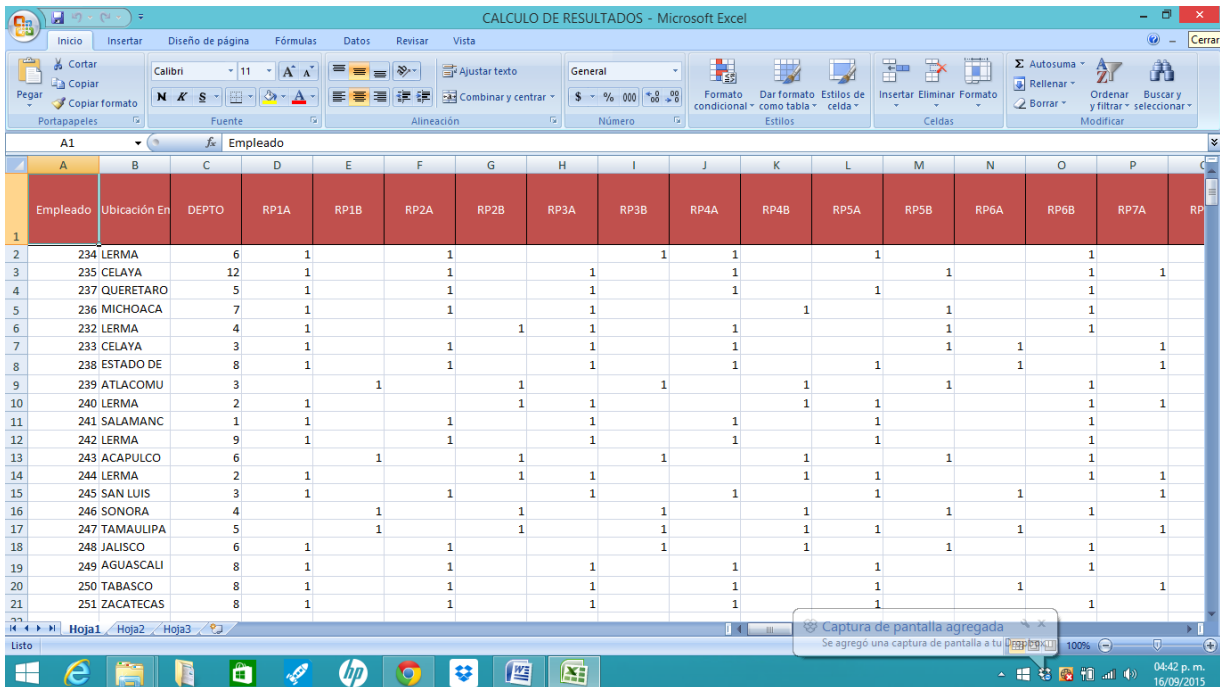 CALCULO DE RESULTADOS - Microsoft Excel
Inicio Insertar Diseño de página Fórmulas Datos Revisar Vista Cerrar
Pegar Cortar Copiar Copiar formato Portapapeles
Calibri 11 N K S A Fuente
Ajustar texto Combinar y centrar Alineación
General $ % 000 Número
Formato condicional Dar formato como tabla Estilos de celda Estilos
Insertar Eliminar Formato Celdas
Σ Autosuma Rellenar Borrar Ordenar y filtrar Buscar y seleccionar Modificar
A1 fx Empleado
A B C D E F G H I J K L M N O P
1 Empleado Ubicación En DEPTO RP1A RP1B RP2A RP2B RP3A RP3B RP4A RP4B RP5A RP5B RP6A RP6B RP7A RP
2 234 LERMA 6 1 1 1 1 1 1
3 235 CELAYA 12 1 1 1 1 1 1 1
4 237 QUERETARO 5 1 1 1 1 1 1
5 236 MICHOACA 7 1 1 1 1 1 1
6 232 LERMA 4 1 1 1 1 1 1
7 233 CELAYA 3 1 1 1 1 1 1 1
8 238 ESTADO DE 8 1 1 1 1 1 1 1
9 239 ATLACOMU 3 1 1 1 1 1 1
10 240 LERMA 2 1 1 1 1 1 1 1
11 241 SALAMANC 1 1 1 1 1 1 1
12 242 LERMA 9 1 1 1 1 1 1
13 243 ACAPULCO 6 1 1 1 1 1 1
14 244 LERMA 2 1 1 1 1 1 1 1
15 245 SAN LUIS 3 1 1 1 1 1 1 1
16 246 SONORA 4 1 1 1 1 1 1
17 247 TAMAULIPA 5 1 1 1 1 1 1 1
18 248 JALISCO 6 1 1 1 1 1 1
19 249 AGUASCALI 8 1 1 1 1 1 1
20 250 TABASCO 8 1 1 1 1 1 1 1
21 251 ZACATECAS 8 1 1 1 1 1 1
Hoja1 Hoja2 Hoja3
Captura de pantalla agregada
Se agregó una captura de pantalla a tu
Listo 100%
04:42 p. m.
16/09/2015